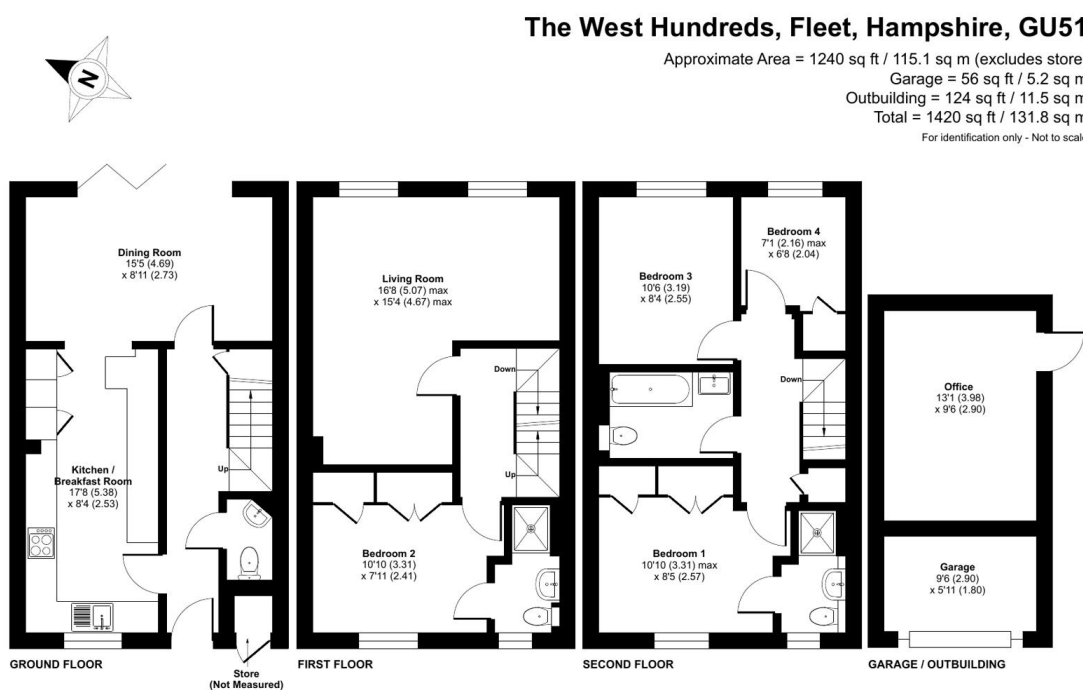 The West Hundreds, Fleet, Hampshire, GU51
Approximate Area = 1240 sq ft / 115.1 sq m (excludes store
Garage = 56 sq ft / 5.2 sq m
Outbuilding = 124 sq ft / 11.5 sq m
Total = 1420 sq ft / 131.8 sq m
For identification only - Not to scale
N
Dining Room
15'5 (4.69)
x 8'11 (2.73)
Kitchen /
Breakfast Room
17'8 (5.38)
x 8'4 (2.53)
Up
GROUND FLOOR
Store
(Not Measured)
Living Room
16'8 (5.07) max
x 15'4 (4.67) max
Down
Up
Bedroom 2
10'10 (3.31)
x 7'11 (2.41)
FIRST FLOOR
Bedroom 4
7'1 (2.16) max
x 6'8 (2.04)
Bedroom 3
10'6 (3.19)
x 8'4 (2.55)
Down
Bedroom 1
10'10 (3.31) max
x 8'5 (2.57)
SECOND FLOOR
Office
13'1 (3.98)
x 9'6 (2.90)
Garage
9'6 (2.90)
x 5'11 (1.80)
GARAGE / OUTBUILDING